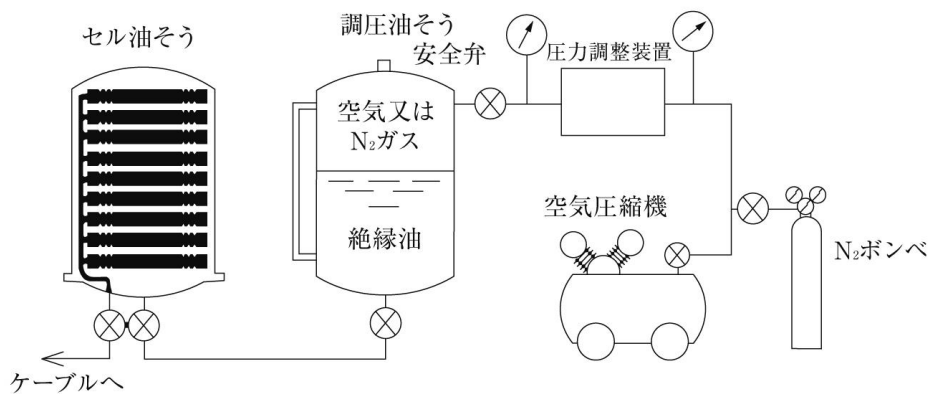 セル油そう
調圧油そう
安全弁
圧力調整装置
空気又は
N₂ガス
絶縁油
空気圧縮機
N₂ボンベ
ケーブルへ